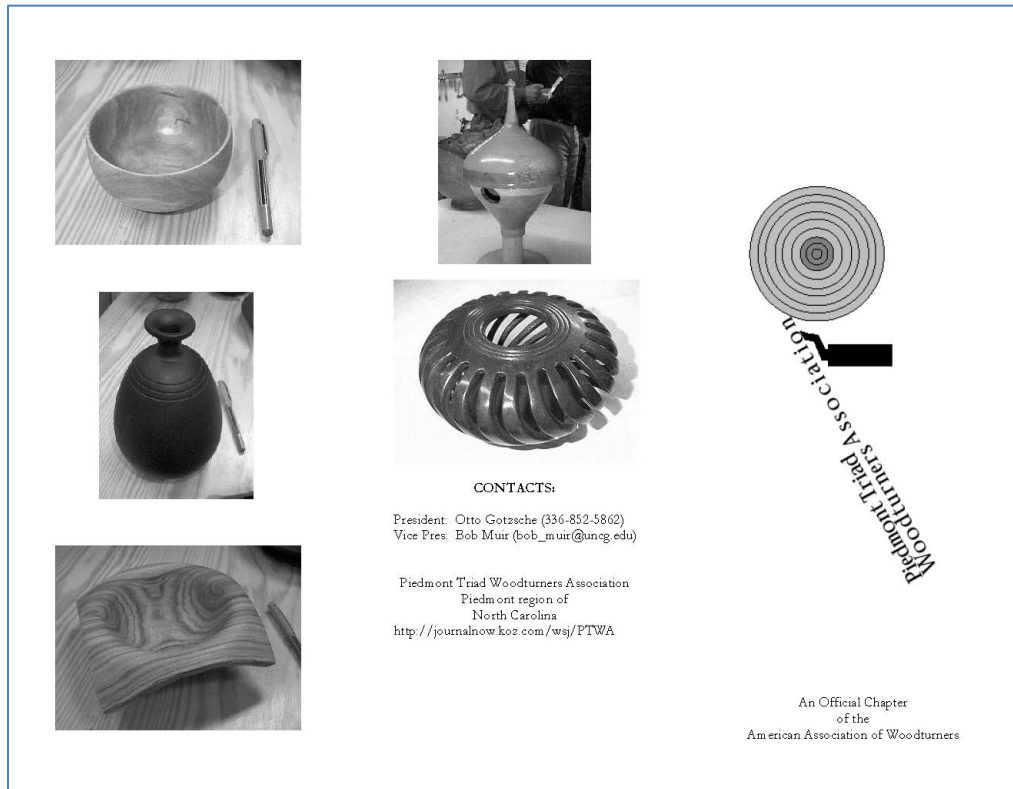 CONTACTS:
President: Otto Gotzsche (336-852-5862)
Vice Pres: Bob Muir (bob_muir@uncg.edu)
Piedmont Triad Woodturners Association
Piedmont region of
North Carolina
http://journalnow.koz.com/wsj/PTWA
Piedmont Triad Association
Woodturners
An Official Chapter
of the
American Association of Woodturners